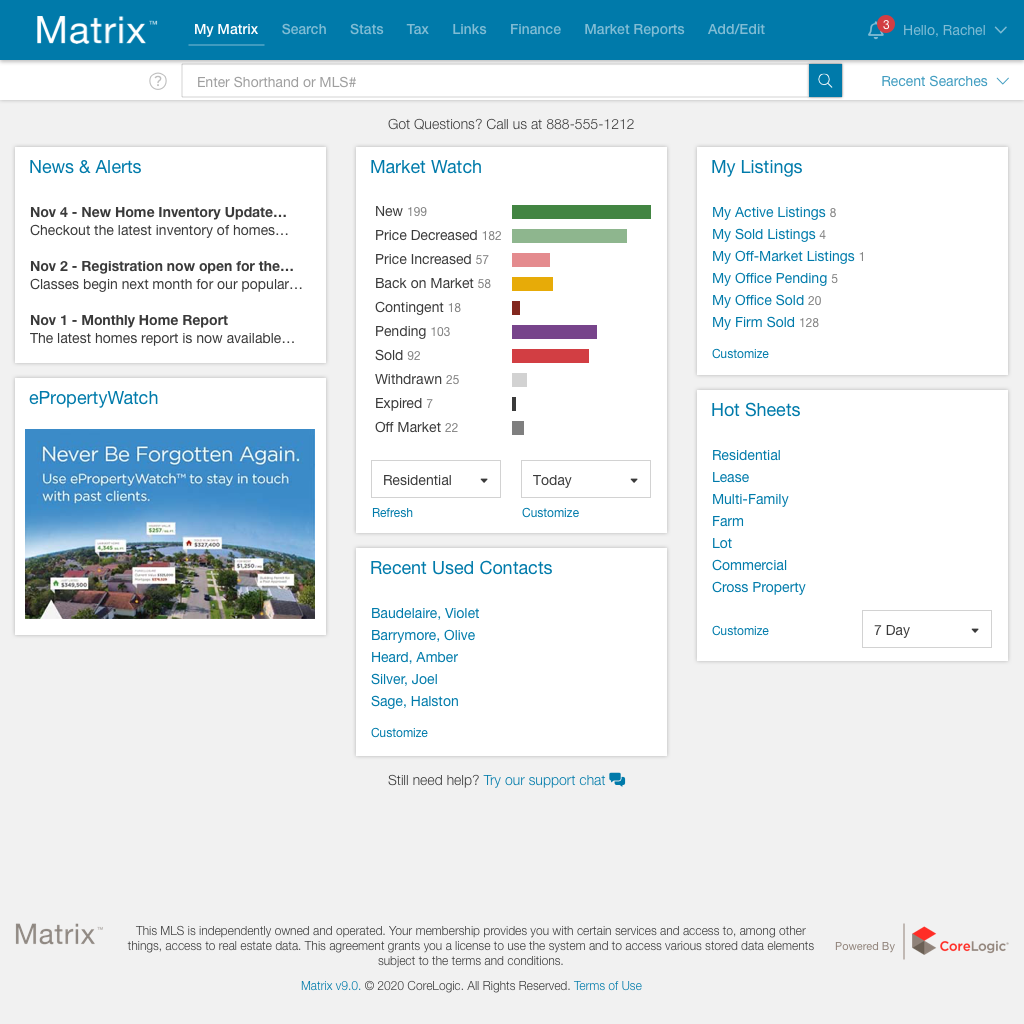 Matrix™
My Matrix Search Stats Tax Links Finance Market Reports Add/Edit
3
Hello, Rachel
?
Enter Shorthand or MLS#
Recent Searches
Got Questions? Call us at 888-555-1212
News & Alerts
Nov 4 - New Home Inventory Update...
Checkout the latest inventory of homes...
Nov 2 - Registration now open for the...
Classes begin next month for our popular...
Nov 1 - Monthly Home Report
The latest homes report is now available...
ePropertyWatch
Never Be Forgotten Again.
Use ePropertyWatch™ to stay in touch
with past clients.
$257
4,345
$327,400
$1,250
$349,500
Market Watch
New 199
Price Decreased 182
Price Increased 57
Back on Market 58
Contingent 18
Pending 103
Sold 92
Withdrawn 25
Expired 7
Off Market 22
Residential
Today
Refresh
Customize
Recent Used Contacts
Baudelaire, Violet
Barrymore, Olive
Heard, Amber
Silver, Joel
Sage, Halston
Customize
Still need help? Try our support chat
My Listings
My Active Listings 8
My Sold Listings 4
My Off-Market Listings 1
My Office Pending 5
My Office Sold 20
My Firm Sold 128
Customize
Hot Sheets
Residential
Lease
Multi-Family
Farm
Lot
Commercial
Cross Property
Customize
7 Day
Matrix™
This MLS is independently owned and operated. Your membership provides you with certain services and access to, among other
things, access to real estate data. This agreement grants you a license to use the system and to access various stored data elements
subject to the terms and conditions.
Matrix v9.0. © 2020 CoreLogic. All Rights Reserved. Terms of Use
Powered By
CoreLogic